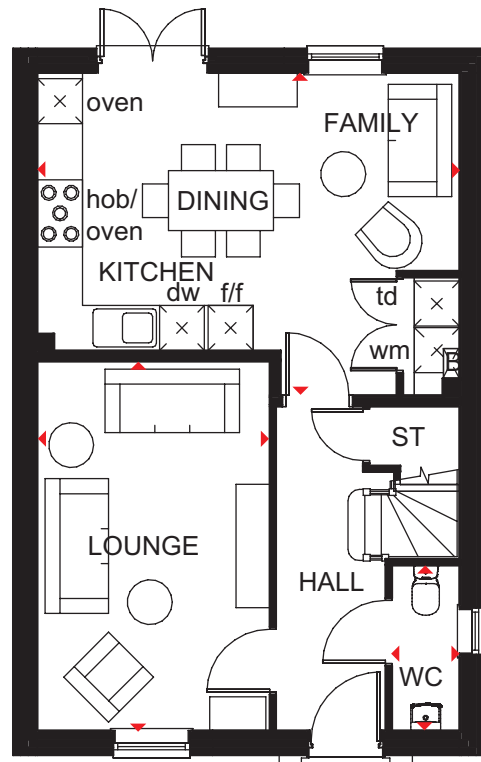 oven
FAMILY
hob/
oven
DINING
KITCHEN
dw
f/f
td
wm
B
ST
LOUNGE
HALL
WC